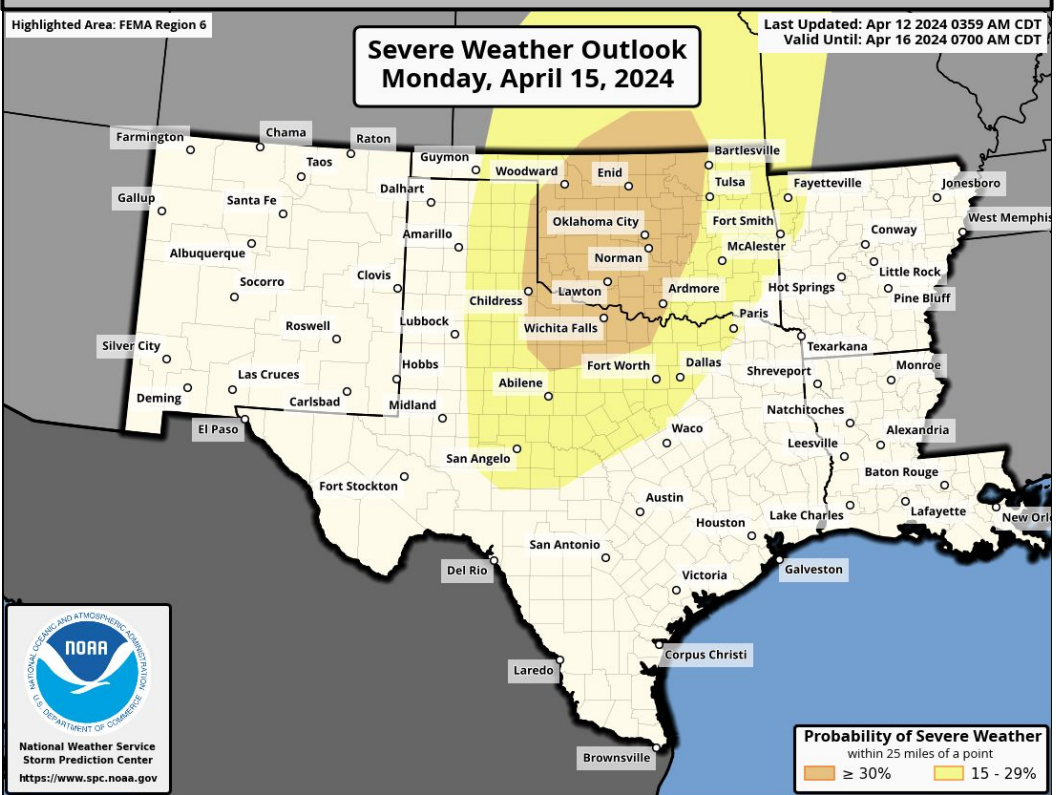 Highlighted Area: FEMA Region 6
Last Updated: Apr 12 2024 0359 AM CDT
Valid Until: Apr 16 2024 0700 AM CDT
Severe Weather Outlook
Monday, April 15, 2024
Farmington
Chama
Raton
Taos
Guymon
Woodward
Enid
Bartlesville
Tulsa
Fayetteville
Jonesboro
Gallup
Santa Fe
Dalhart
Oklahoma City
Fort Smith
West Memphis
Albuquerque
Amarillo
Norman
McAlester
Conway
Little Rock
Socorro
Clovis
Childress
Lawton
Ardmore
Hot Springs
Pine Bluff
Roswell
Lubbock
Wichita Falls
Paris
Texarkana
Silver City
Las Cruces
Hobbs
Fort Worth
Dallas
Shreveport
Monroe
Deming
Carlsbad
Midland
Abilene
Natchitoches
El Paso
Waco
Leesville
Alexandria
San Angelo
Baton Rouge
Fort Stockton
Austin
Houston
Lake Charles
Lafayette
New Orl
San Antonio
Del Rio
Galveston
Victoria
Laredo
Corpus Christi
Brownsville
NATIONAL OCEANIC AND ATMOSPHERIC ADMINISTRATION
NOAA
U.S. DEPARTMENT OF COMMERCE
National Weather Service
Storm Prediction Center
https://www.spc.noaa.gov
Probability of Severe Weather
within 25 miles of a point
≥ 30%
15 - 29%